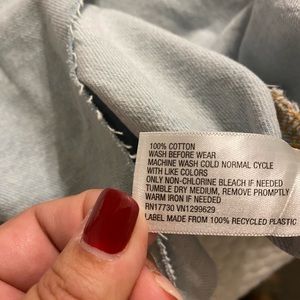 100% COTTON
WASH BEFORE WEAR
MACHINE WASH COLD NORMAL CYCLE
WITH LIKE COLORS
ONLY NON-CHLORINE BLEACH IF NEEDED
TUMBLE DRY MEDIUM, REMOVE PROMPTLY
WARM IRON IF NEEDED
RN17730 VN1299629
LABEL MADE FROM 100% RECYCLED PLASTIC